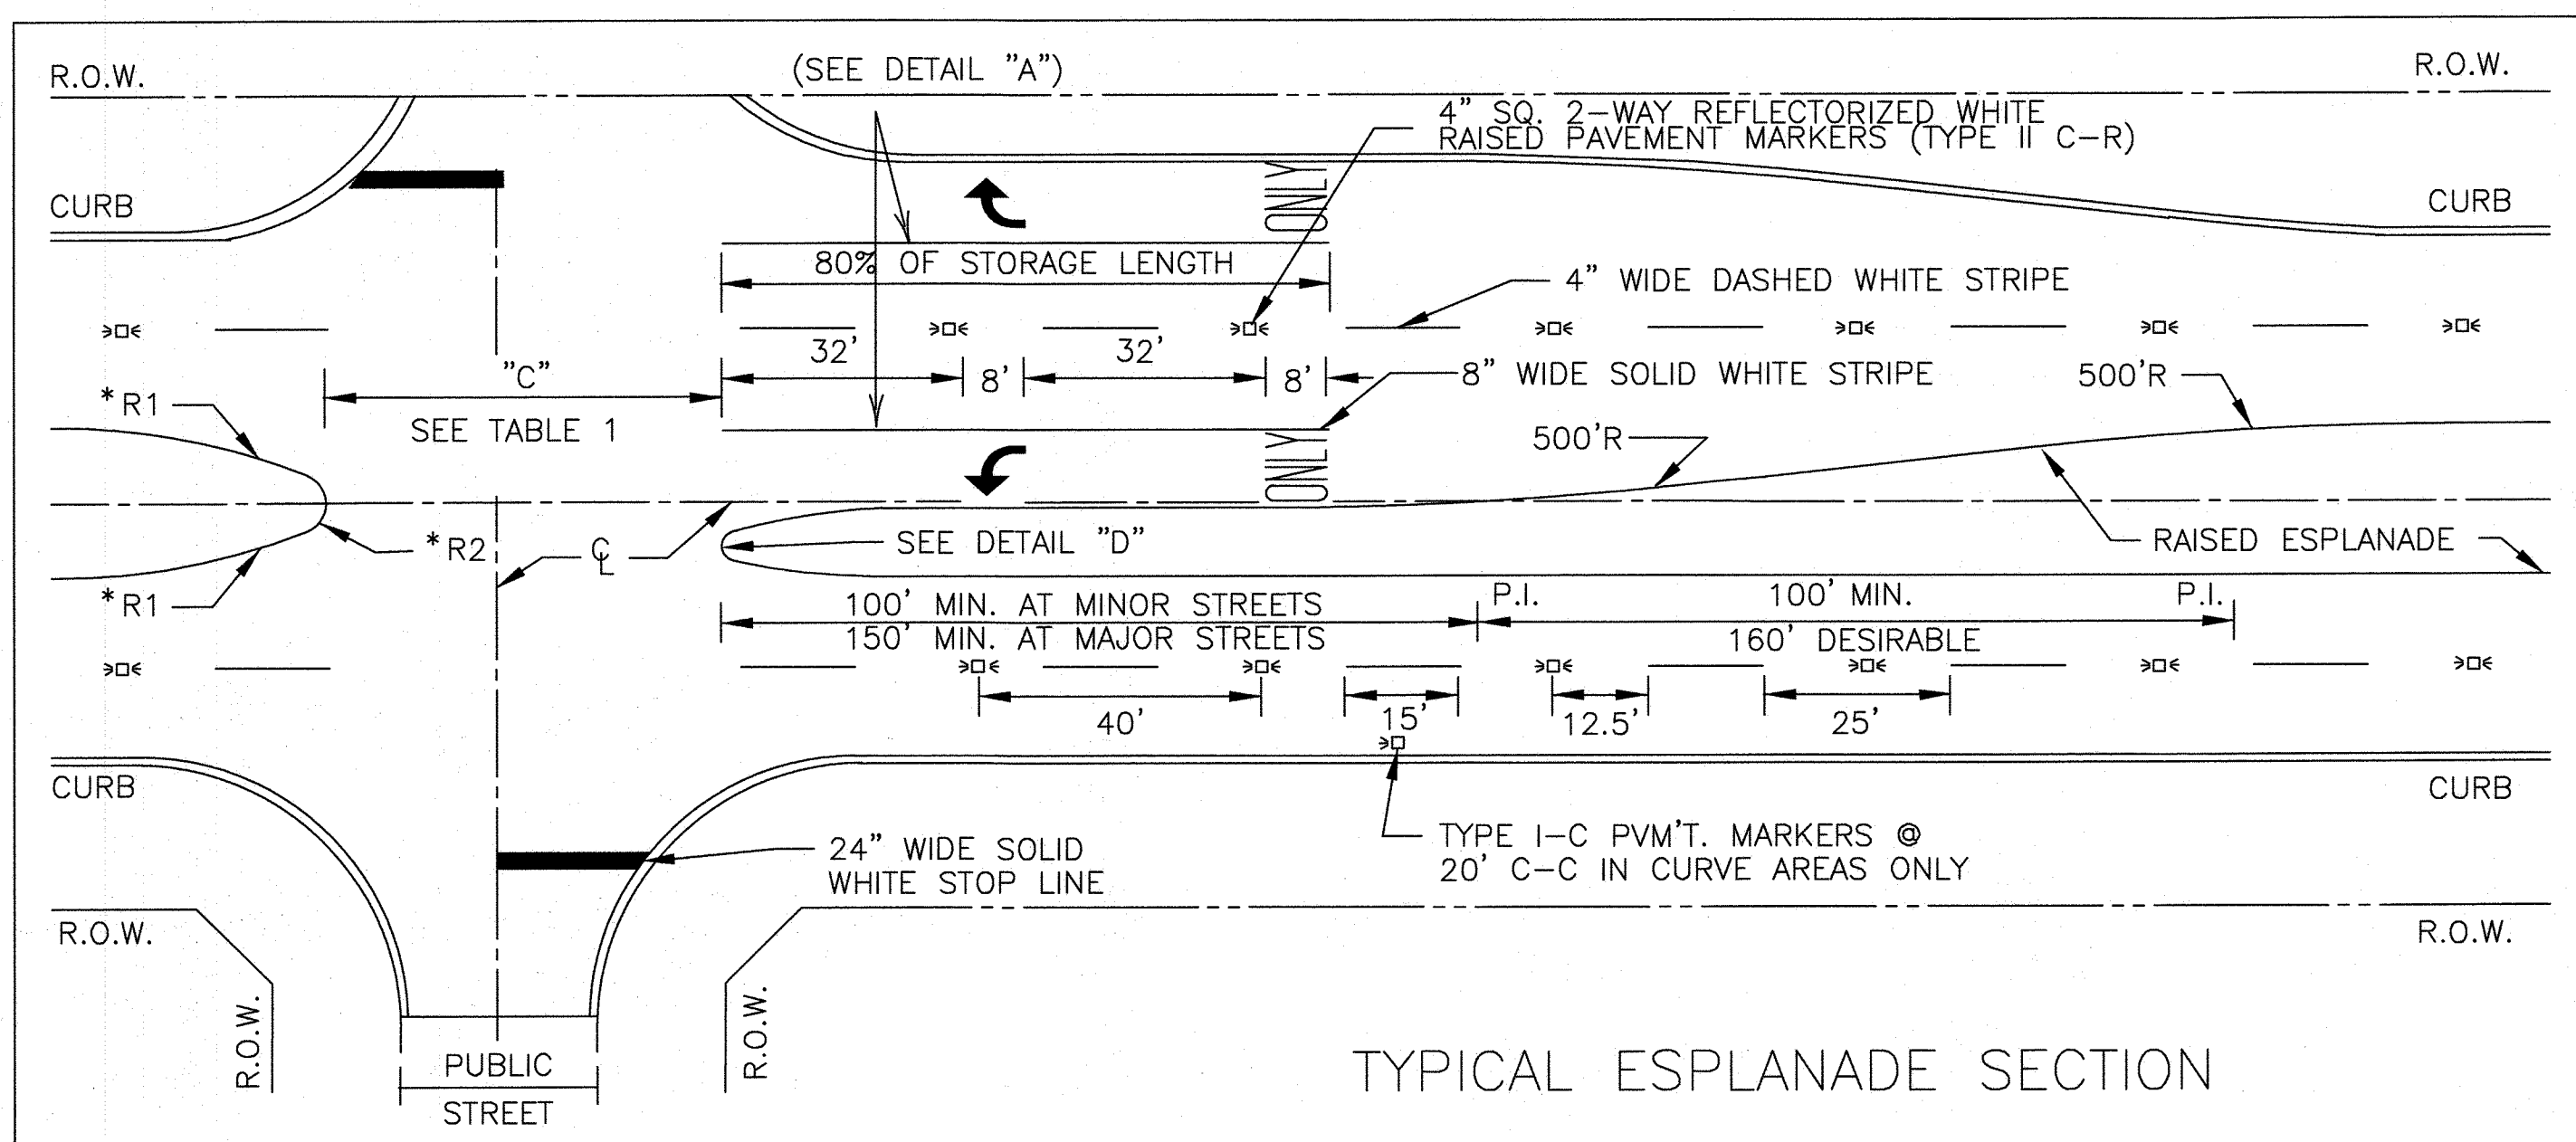 R.O.W.
(SEE DETAIL "A")
R.O.W.
4" SQ. 2-WAY REFLECTORIZED WHITE
RAISED PAVEMENT MARKERS (TYPE II C-R)
CURB
ONLY
CURB
80% OF STORAGE LENGTH
4" WIDE DASHED WHITE STRIPE
32'
8'
32'
8'
"C"
SEE TABLE 1
8" WIDE SOLID WHITE STRIPE
500'R
*R1
500'R
ONLY
*R2
℄
SEE DETAIL "D"
RAISED ESPLANADE
*R1
100' MIN. AT MINOR STREETS
150' MIN. AT MAJOR STREETS
P.I.
100' MIN.
P.I.
160' DESIRABLE
40'
15'
12.5'
25'
CURB
CURB
24" WIDE SOLID
WHITE STOP LINE
TYPE I-C PVM'T. MARKERS @
20' C-C IN CURVE AREAS ONLY
R.O.W.
R.O.W.
R.O.W.
R.O.W.
PUBLIC
STREET
TYPICAL ESPLANADE SECTION